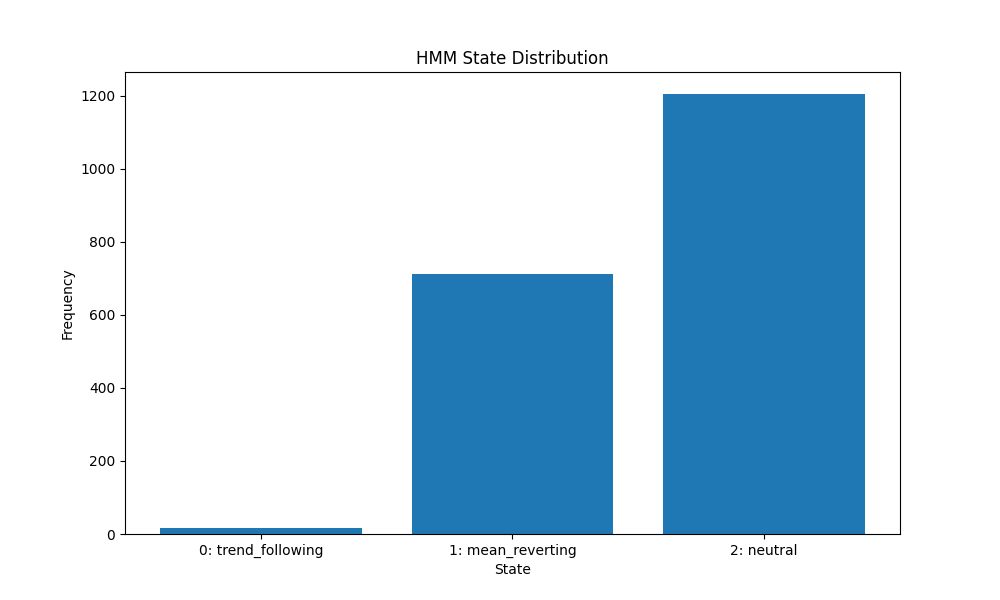 HMM State Distribution
1200
1000
800
600
400
200
0
Frequency
0: trend_following
1: mean_reverting
2: neutral
State